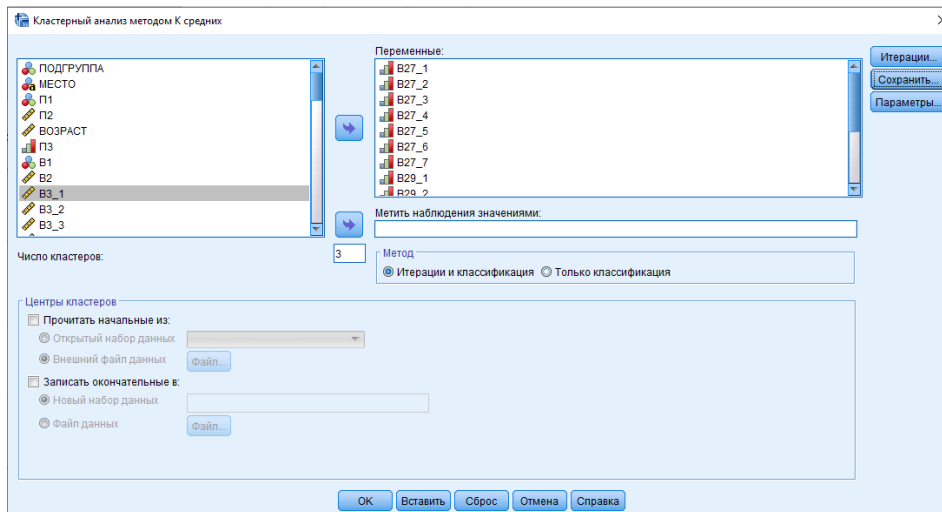 Кластерный анализ методом К средних
ПОДГРУППА
МЕСТО
П1
П2
ВОЗРАСТ
П3
В1
В2
В3_1
В3_2
В3_3
Переменные:
В27_1
В27_2
В27_3
В27_4
В27_5
В27_6
В27_7
В29_1
В29_2
Итерации...
Сохранить...
Параметры...
Метить наблюдения значениями:
Число кластеров:
3
Метод
Итерации и классификация
Только классификация
Центры кластеров
Прочитать начальные из:
Открытый набор данных
Внешний файл данных
Файл...
Записать окончательные в:
Новый набор данных
Файл данных
Файл...
OK
Вставить
Сброс
Отмена
Справка